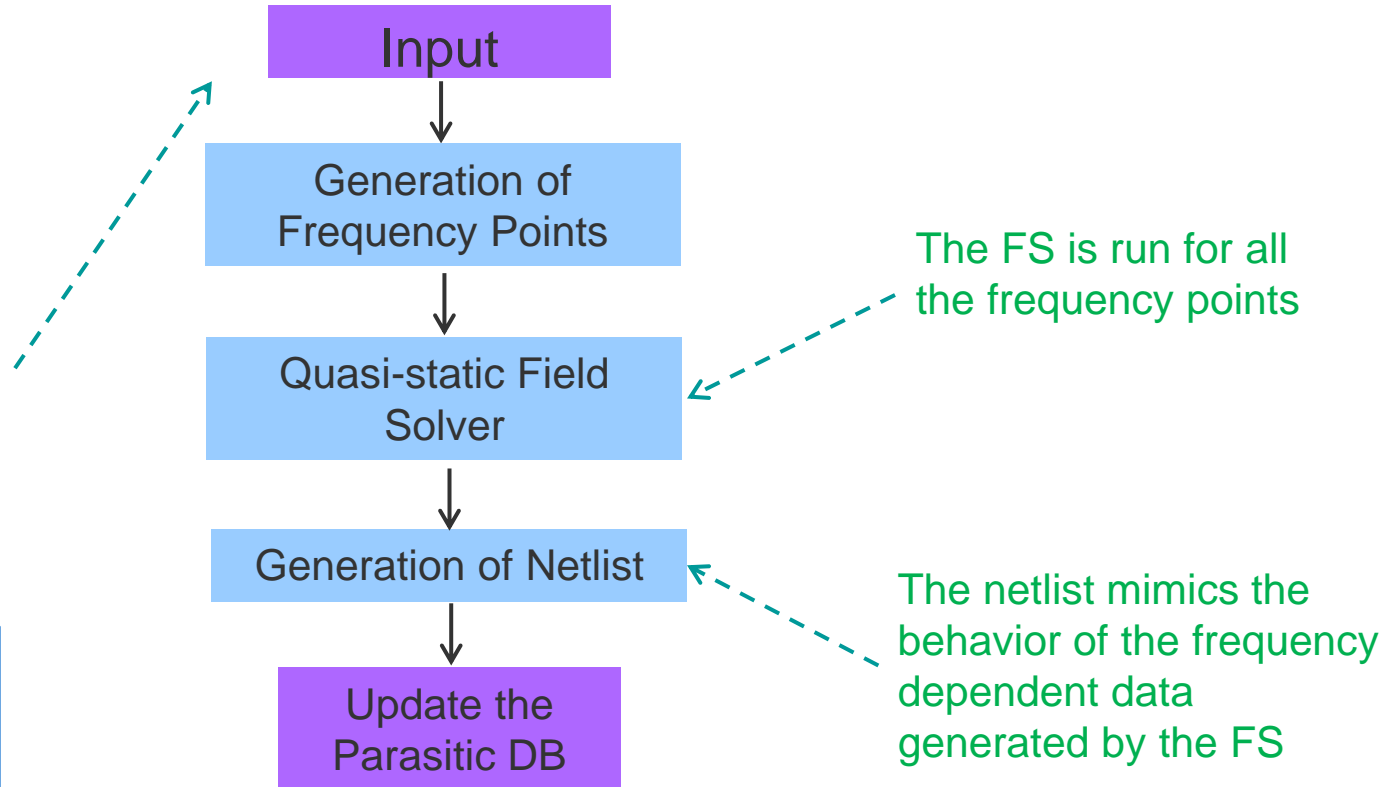 Input
Generation of
Frequency Points
The FS is run for all
the frequency points
Quasi-static Field
Solver
Generation of Netlist
The netlist mimics the
behavior of the frequency
dependent data
generated by the FS
Update the
Parasitic DB